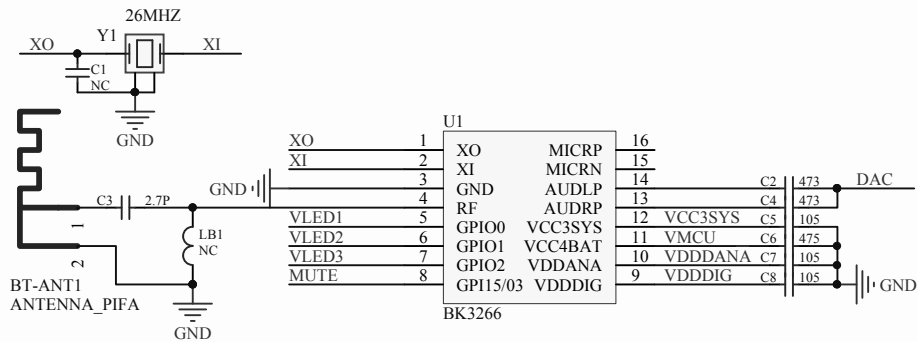 26MHZ
XO Y1 XI
C1
NC
GND
U1
XO 1 XO MICRP 16
XI 2 XI MICRN 15
GND 3 GND AUDLP 14 C2 473 DAC
C3 2.7P 4 RF AUDRP 13 C4 473
1 VLED1 5 GPIO0 VCC3SYS 12 VCC3SYS C5 105
LB1
NC
VLED2 6 GPIO1 VCC4BAT 11 VMCU C6 475
2 VLED3 7 GPIO2 VDDANA 10 VDDDANA C7 105
MUTE 8 GPI15/03 VDDDIG 9 VDDDIG C8 105 GND
BT-ANT1
ANTENNA_PIFA
GND
BK3266